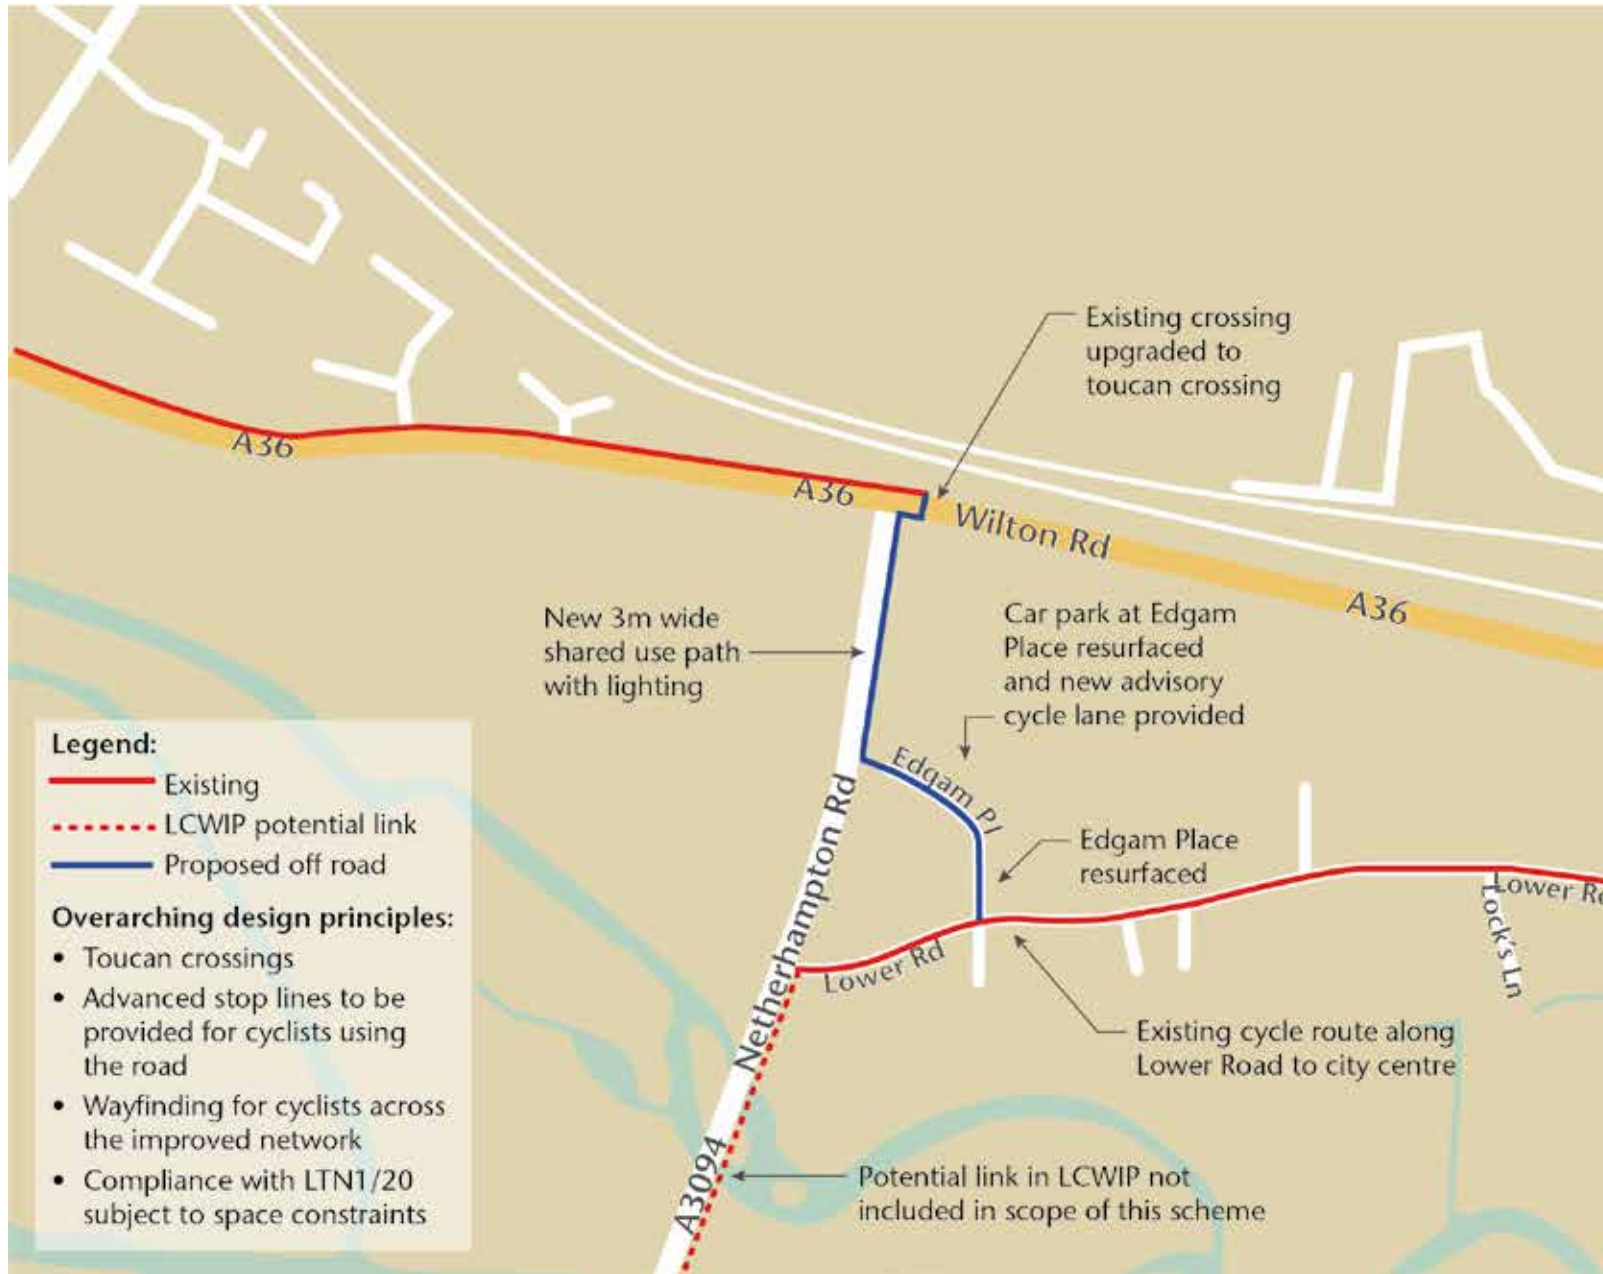 Existing crossing
upgraded to
toucan crossing
A36
A36
Wilton Rd
A36
New 3m wide
shared use path
with lighting
Car park at Edgam
Place resurfaced
and new advisory
cycle lane provided
Edgam Pl
Netherhampton Rd
Edgam Place
resurfaced
Lower Rd
Lock's Ln
Lower Rd
Existing cycle route along
Lower Road to city centre
A3094
Potential link in LCWIP not
included in scope of this scheme
Legend:
Existing
LCWIP potential link
Proposed off road
Overarching design principles:
• Toucan crossings
• Advanced stop lines to be
provided for cyclists using
the road
• Wayfinding for cyclists across
the improved network
• Compliance with LTN1/20
subject to space constraints